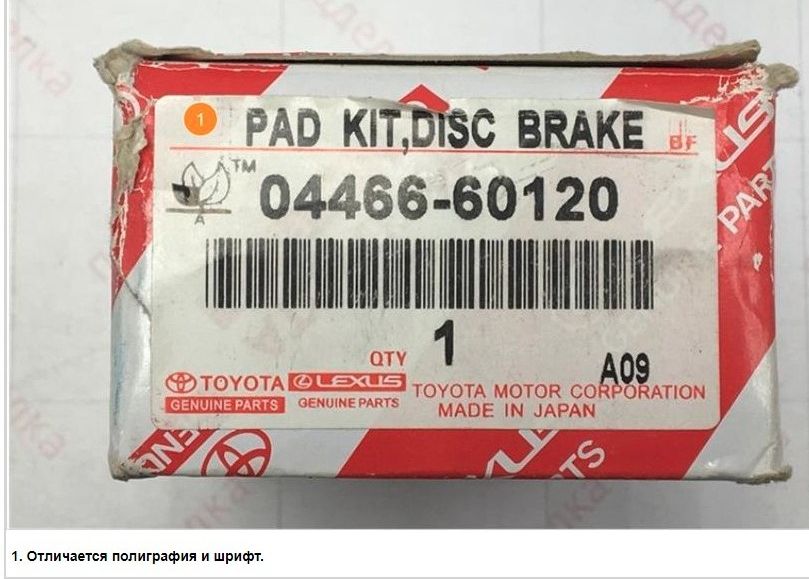 1 PAD KIT,DISC BRAKE BF
TM
04466-60120
A
QTY 1
A09
TOYOTA LEXUS TOYOTA MOTOR CORPORATION
GENUINE PARTS GENUINE PARTS MADE IN JAPAN
PARTS
1. Отличается полиграфия и шрифт.